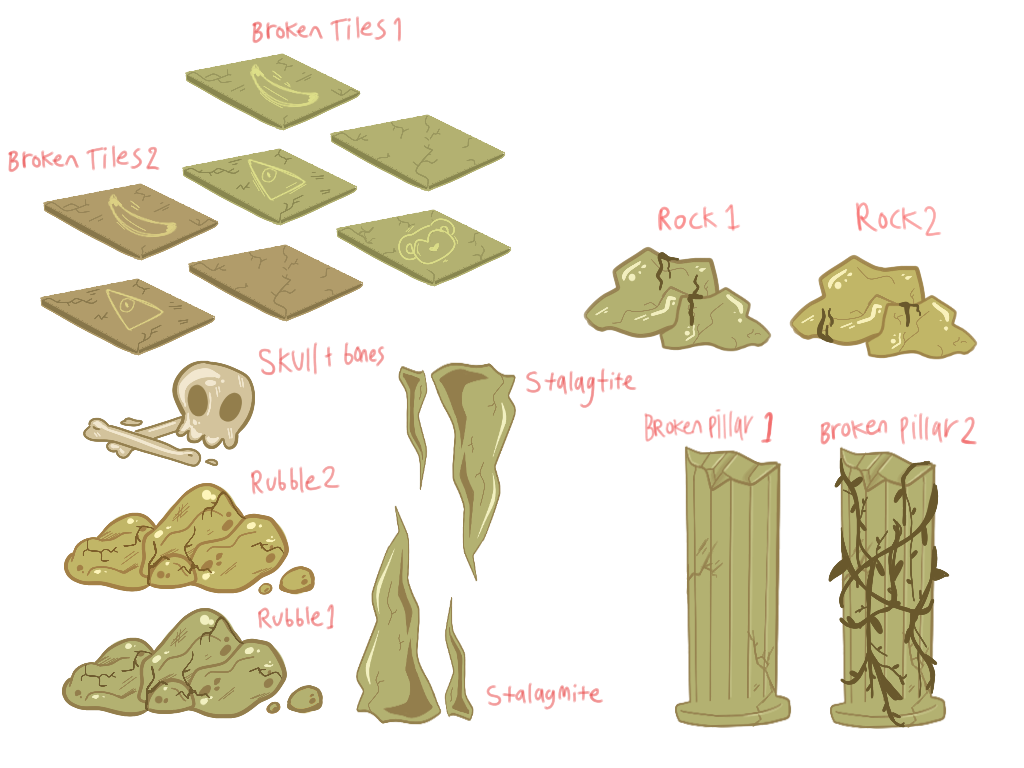 Broken Tiles 1
Broken Tiles 2
Rock 1
Rock 2
Skull + bones
Stalagtite
Broken pillar 1
Broken pillar 2
Rubble 2
Rubble 1
Stalagmite